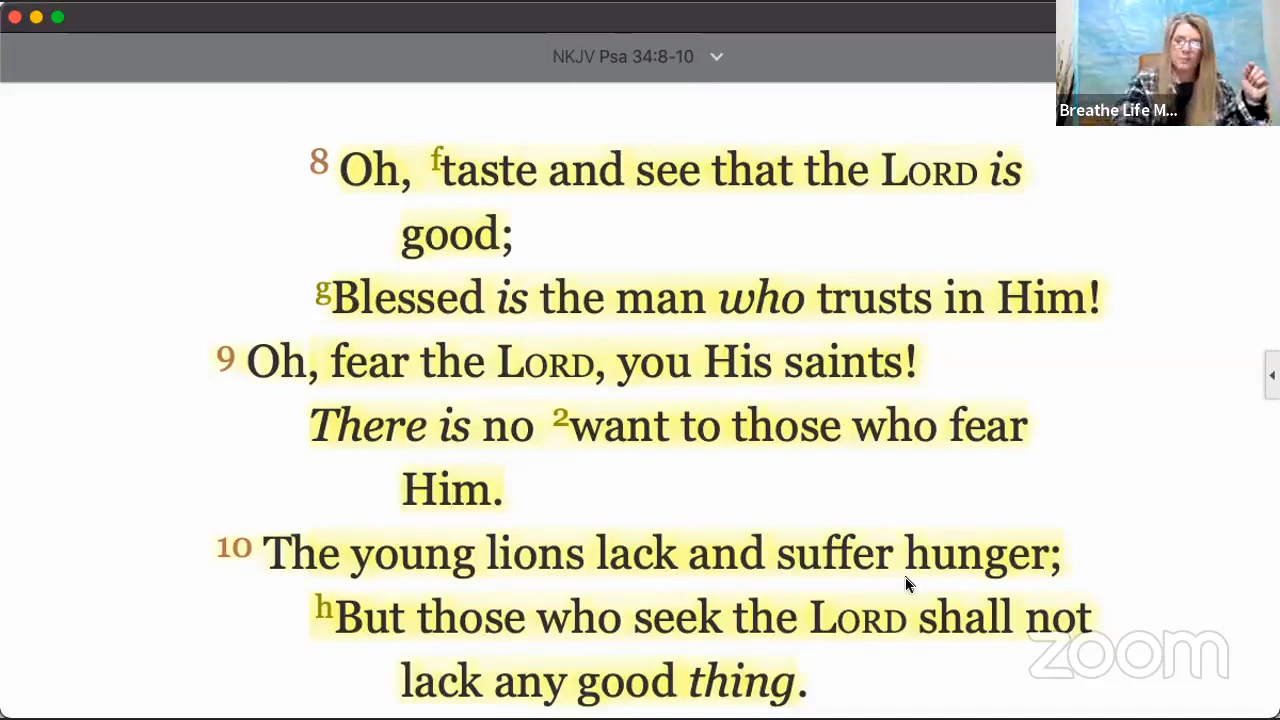 NKJV Psa 34:8-10
Breathe Life M...
8 Oh, ftaste and see that the LORD is
good;
gBlessed is the man who trusts in Him!
9 Oh, fear the LORD, you His saints!
There is no 2want to those who fear
Him.
10 The young lions lack and suffer hunger;
hBut those who seek the LORD shall not
lack any good thing.
zoom